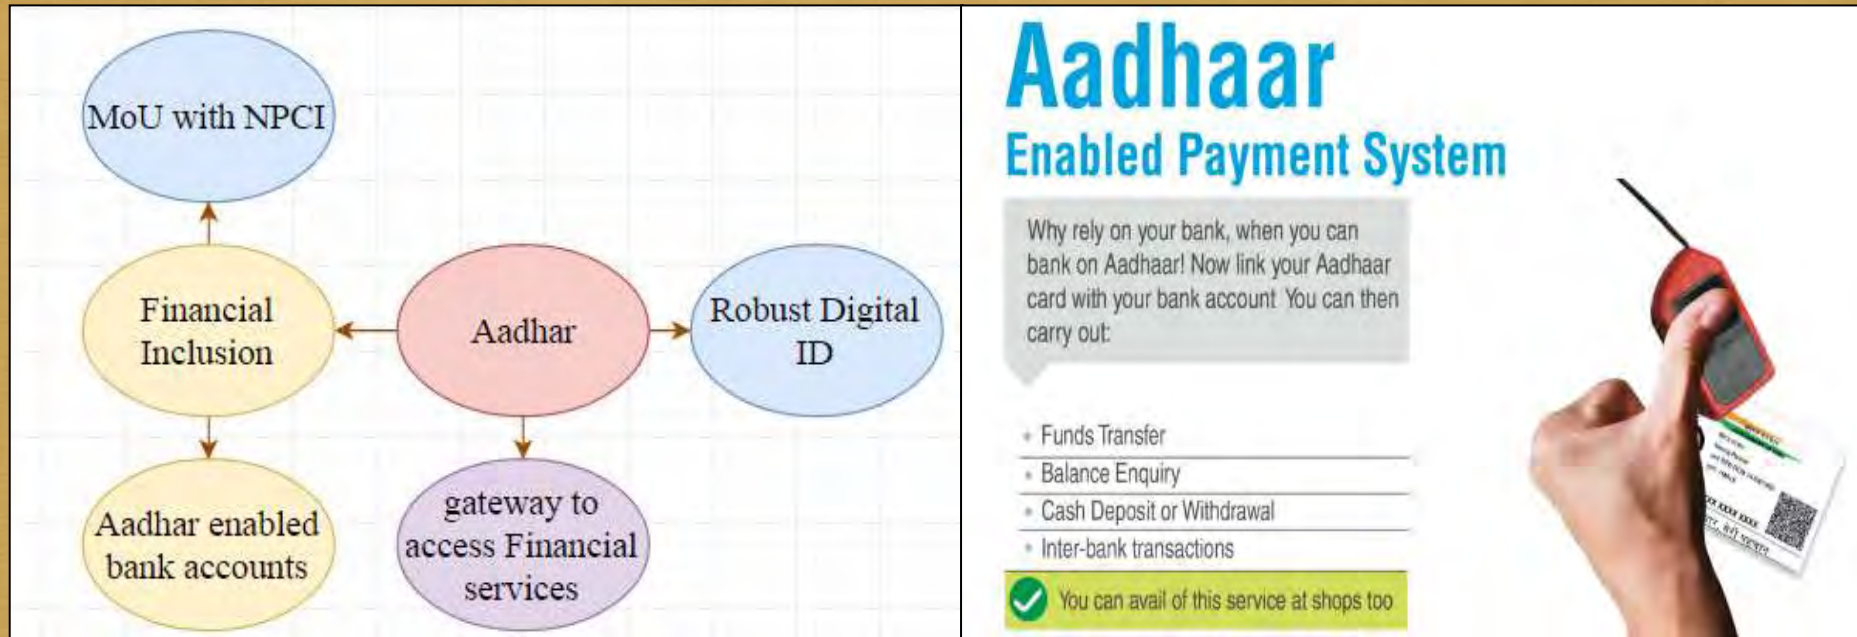 MoU with NPCI
Financial
Inclusion
Aadhar
Robust Digital
ID
Aadhar enabled
bank accounts
gateway to
access Financial
services
Aadhaar
Enabled Payment System
Why rely on your bank, when you can
bank on Aadhaar! Now link your Aadhaar
card with your bank account You can then
carry out:
Funds Transfer
Balance Enquiry
Cash Deposit or Withdrawal
Inter-bank transactions
You can avail of this service at shops too
XXXX XXXX